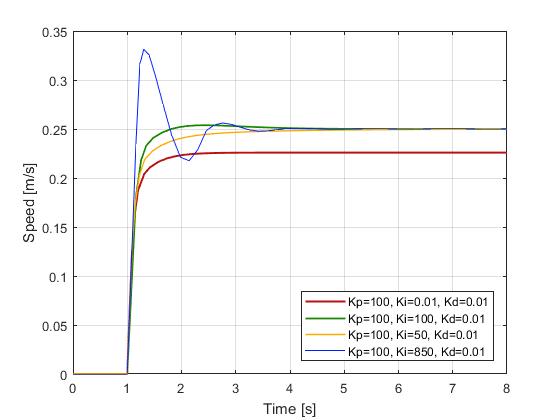 0.35
0.3
0.25
0.2
0.15
0.1
0.05
0
Speed [m/s]
Kp=100, Ki=0.01, Kd=0.01
Kp=100, Ki=100, Kd=0.01
Kp=100, Ki=50, Kd=0.01
Kp=100, Ki=850, Kd=0.01
0 1 2 3 4 5 6 7 8
Time [s]